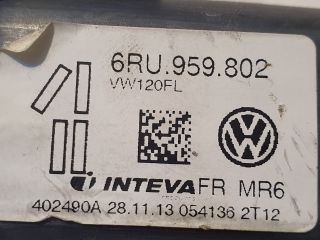 6RU.959.802
VW120FL
INTEVA FR MR6
402490A 28.11.13 054136 2T12